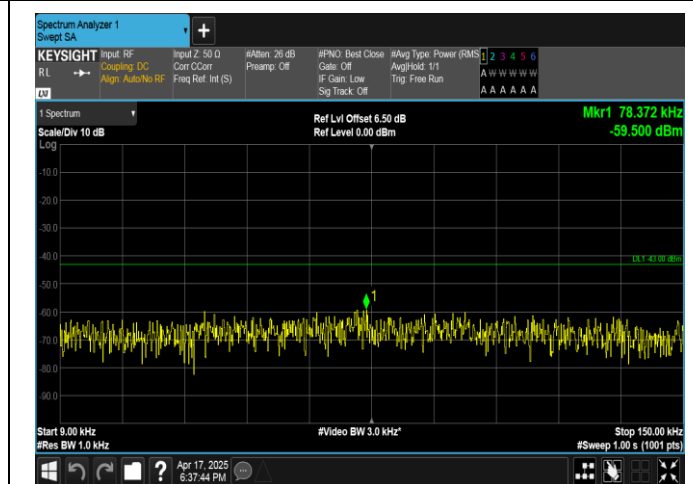 Spectrum Analyzer 1
Swept SA
+
KEYSIGHT
RL
LXI
Input: RF
Coupling: DC
Align: Auto/No RF
Input Z: 50 Ω
Corr CCorr
Freq Ref: Int (S)
#Atten: 26 dB
Preamp: Off
#PNO: Best Close
Gate: Off
IF Gain: Low
Sig Track: Off
#Avg Type: Power (RMS
Avg|Hold: 1/1
Trig: Free Run
1 2 3 4 5 6
A W W W W W
A A A A A A
1 Spectrum
Scale/Div 10 dB
Log
Ref Lvl Offset 6.50 dB
Ref Level 0.00 dBm
Mkr1 78.372 kHz
-59.500 dBm
-10.0
-20.0
-30.0
-40.0
DL1 -43.00 dBm
-50.0
1
-60.0
-70.0
-80.0
-90.0
Start 9.00 kHz
#Res BW 1.0 kHz
#Video BW 3.0 kHz*
Stop 150.00 kHz
#Sweep 1.00 s (1001 pts)
?
Apr 17, 2025
6:37:44 PM